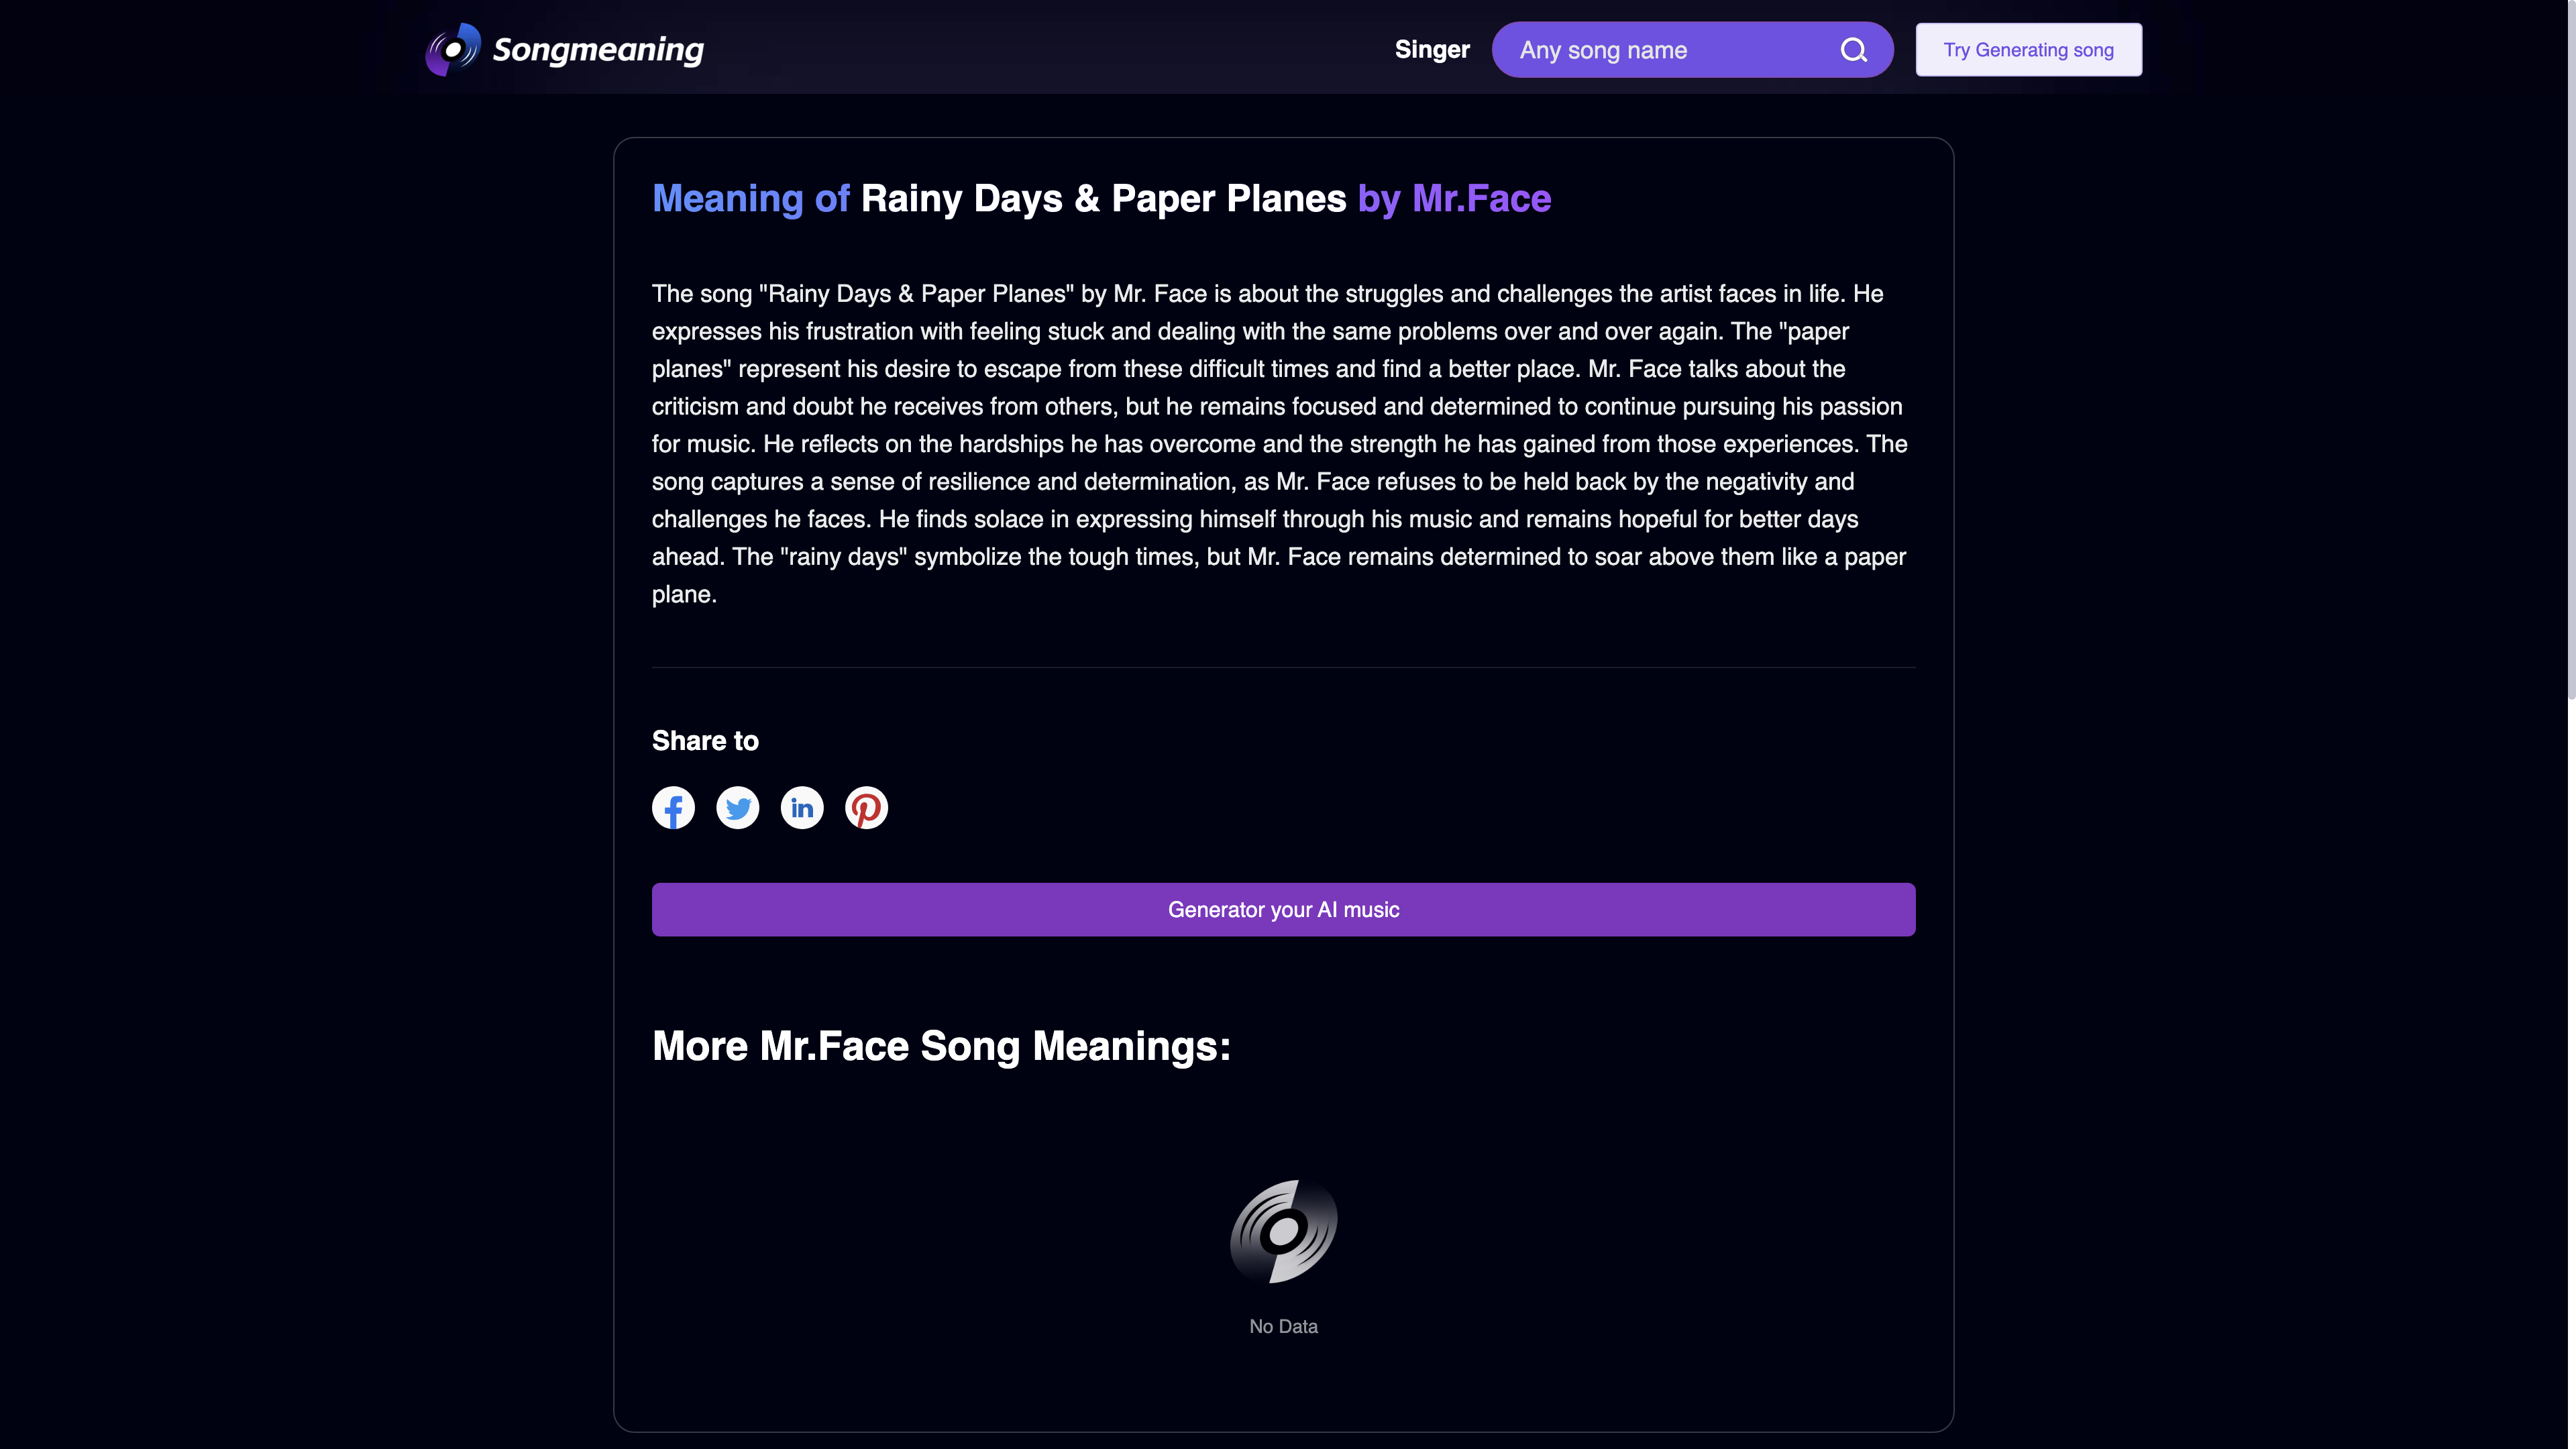 Songmeaning
Singer
Any song name
Try Generating song
Meaning of Rainy Days & Paper Planes by Mr.Face
The song "Rainy Days & Paper Planes" by Mr. Face is about the struggles and challenges the artist faces in life. He
expresses his frustration with feeling stuck and dealing with the same problems over and over again. The "paper
planes" represent his desire to escape from these difficult times and find a better place. Mr. Face talks about the
criticism and doubt he receives from others, but he remains focused and determined to continue pursuing his passion
for music. He reflects on the hardships he has overcome and the strength he has gained from those experiences. The
song captures a sense of resilience and determination, as Mr. Face refuses to be held back by the negativity and
challenges he faces. He finds solace in expressing himself through his music and remains hopeful for better days
ahead. The "rainy days" symbolize the tough times, but Mr. Face remains determined to soar above them like a paper
plane.
Share to
Generator your AI music
More Mr.Face Song Meanings:
No Data